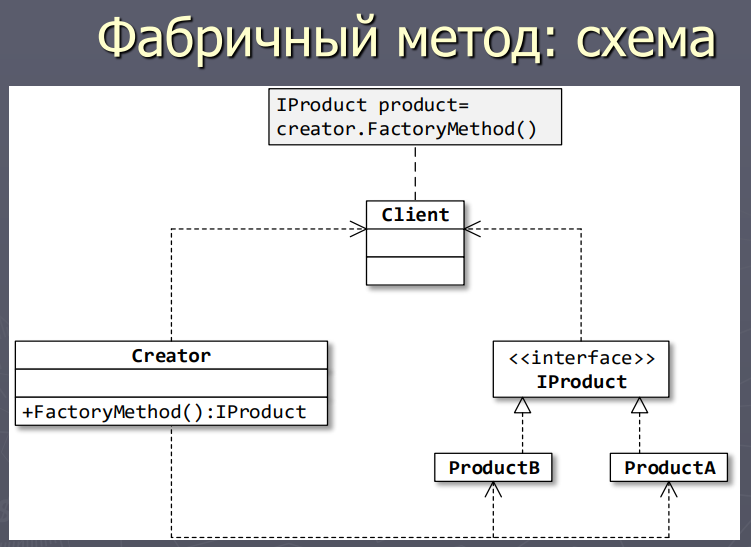 Фабричный метод: схема
IProduct product=
creator.FactoryMethod()
Client
Creator
+FactoryMethod():IProduct
<<interface>>
IProduct
ProductB
ProductA